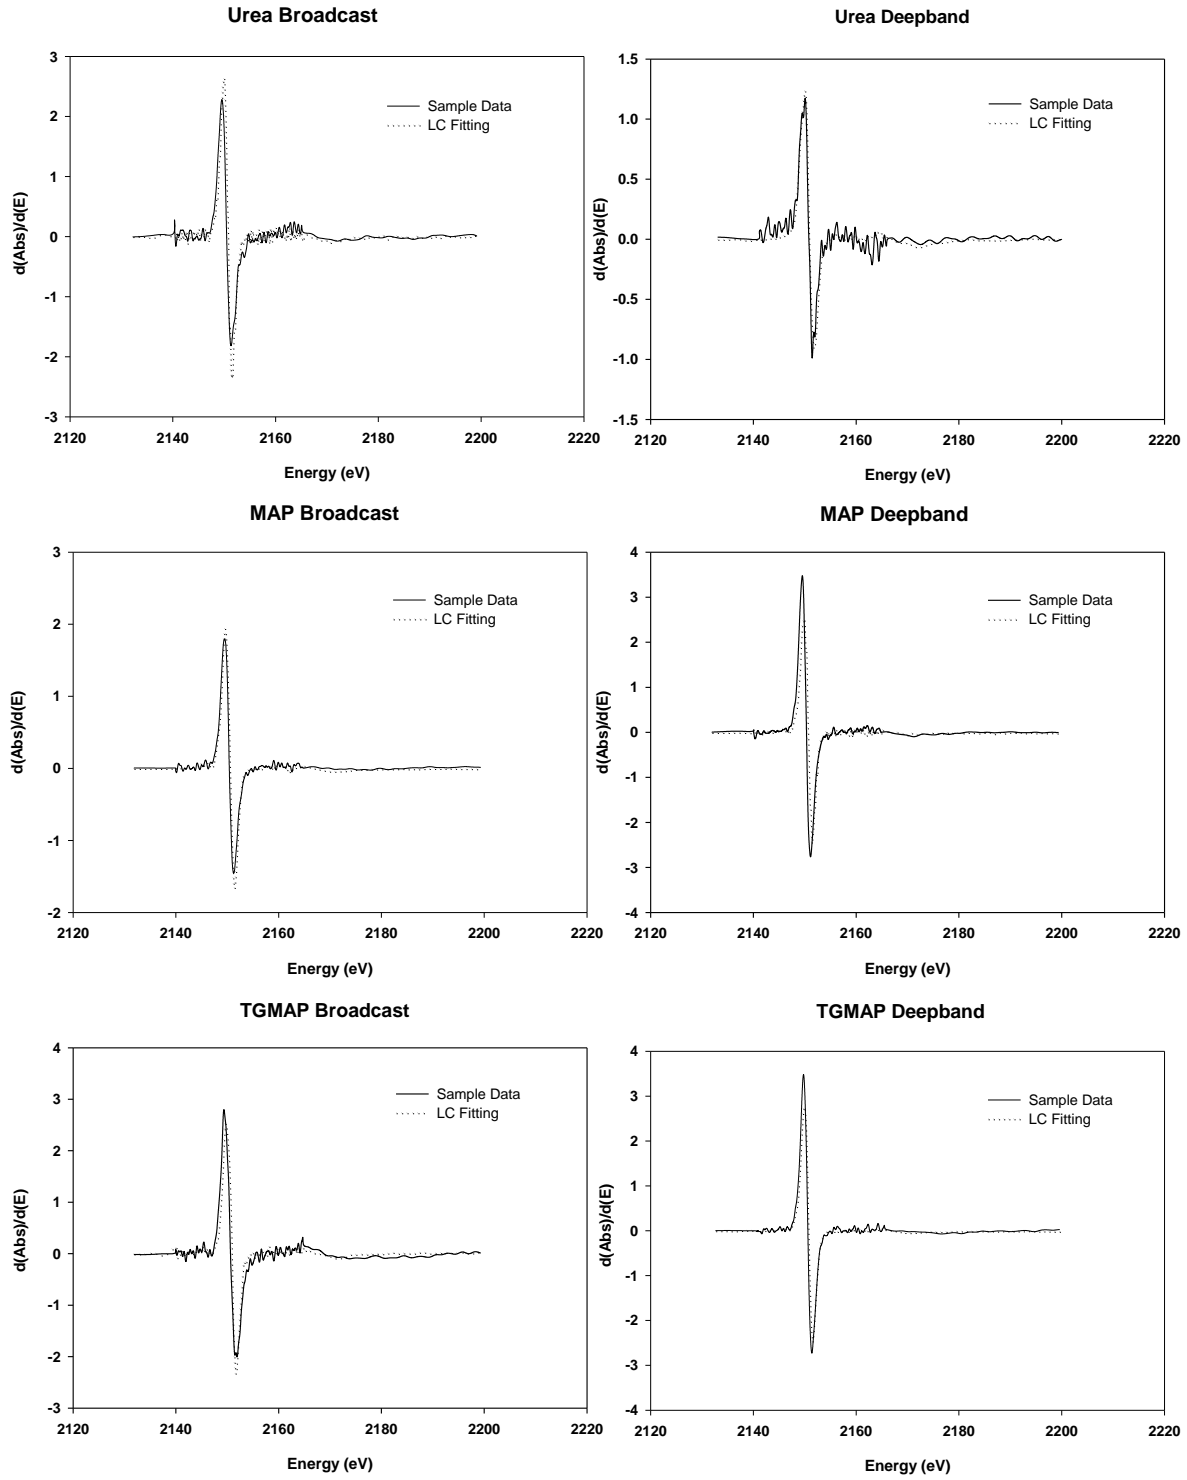 Urea Broadcast
3
2
1
0
-1
-2
-3
d(Abs)/d(E)
Sample Data
LC Fitting
2120 2140 2160 2180 2200 2220
Energy (eV)
Urea Deepband
1.5
1.0
0.5
0.0
-0.5
-1.0
-1.5
d(Abs)/d(E)
Sample Data
LC Fitting
2120 2140 2160 2180 2200 2220
Energy (eV)
MAP Broadcast
3
2
1
0
-1
-2
d(Abs)/d(E)
Sample Data
LC Fitting
2120 2140 2160 2180 2200 2220
Energy (eV)
MAP Deepband
4
3
2
1
0
-1
-2
-3
-4
d(Abs)/d(E)
Sample Data
LC Fitting
2120 2140 2160 2180 2200 2220
Energy (eV)
TGMAP Broadcast
4
3
2
1
0
-1
-2
-3
d(Abs)/d(E)
Sample Data
LC Fitting
2120 2140 2160 2180 2200 2220
Energy (eV)
TGMAP Deepband
4
3
2
1
0
-1
-2
-3
-4
d(Abs)/d(E)
Sample Data
LC Fitting
2120 2140 2160 2180 2200 2220
Energy (eV)